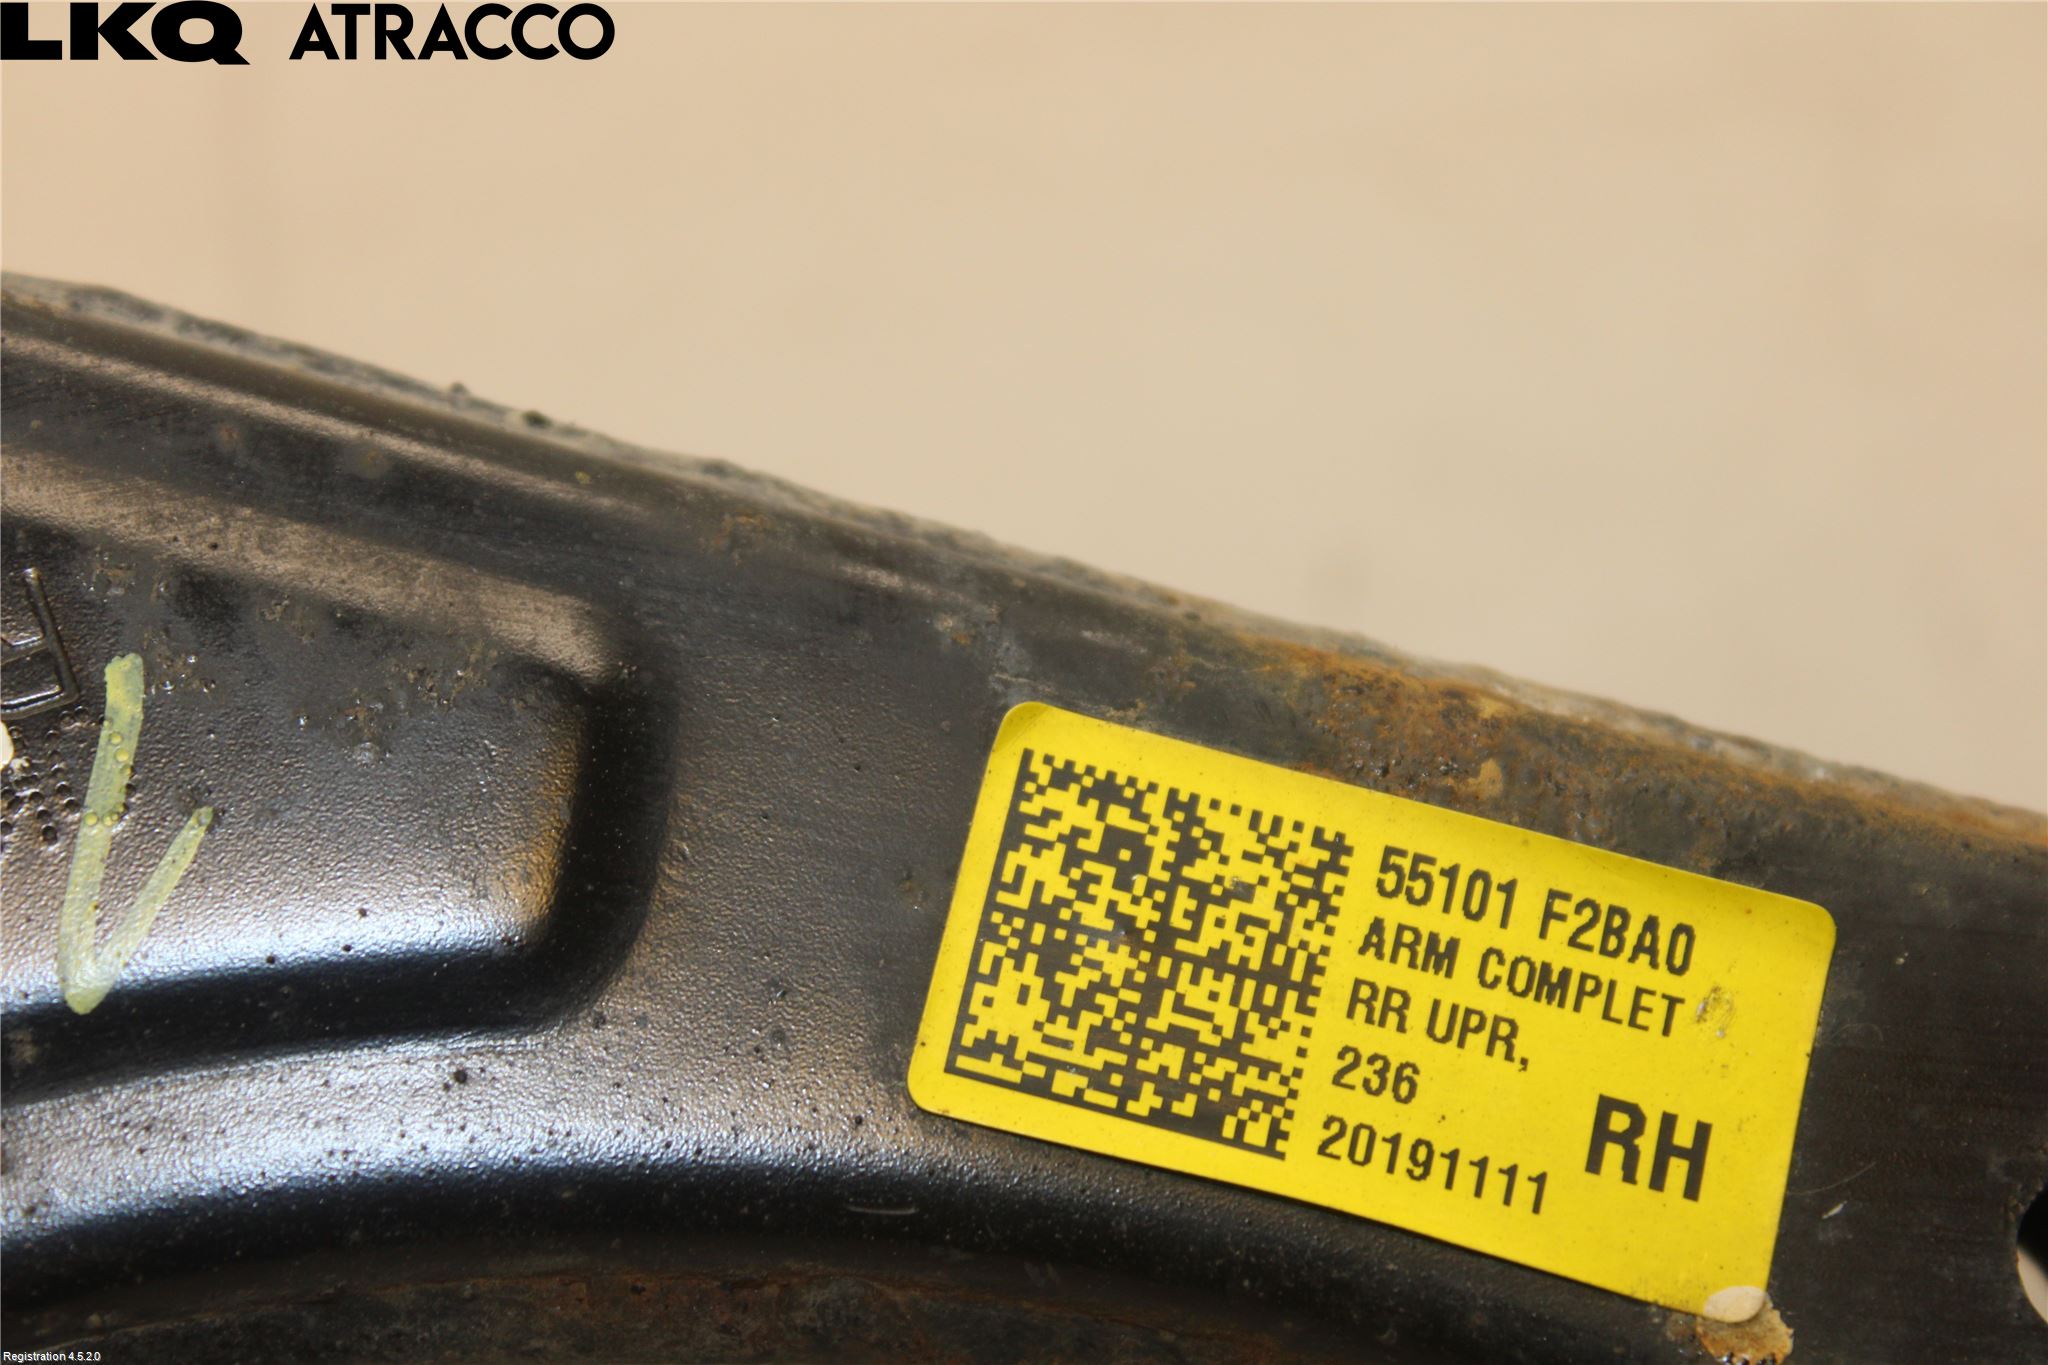 LKQ ATRACCO
55101 F2BA0
ARM COMPLET
RR UPR,
236
20191111
RH
Registration 4.5.2.0